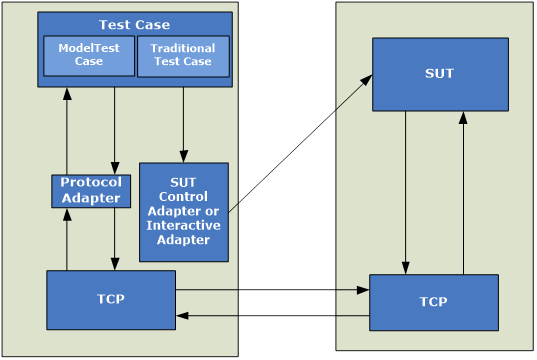 Test Case
ModelTest
Case
Traditional
Test Case
SUT
Protocol
Adapter
SUT
Control
Adapter or
Interactive
Adapter
TCP
TCP